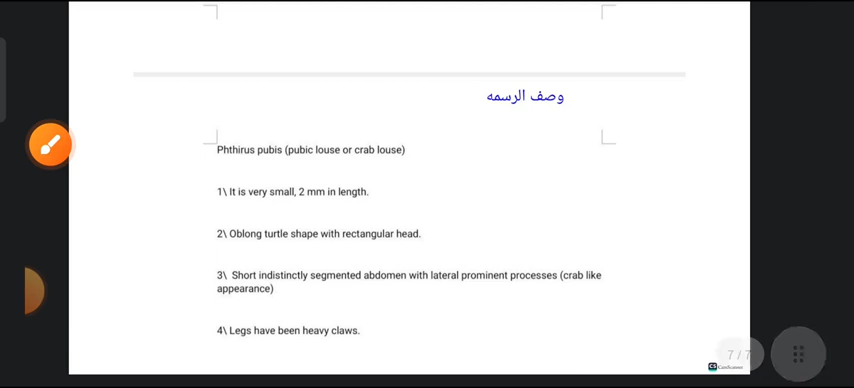 وصف الرسمه
Phthirus pubis (pubic louse or crab louse)
1\ It is very small, 2 mm in length.
2\ Oblong turtle shape with rectangular head.
3\ Short indistinctly segmented abdomen with lateral prominent processes (crab like
appearance)
4\ Legs have been heavy claws.
7 / 7
CS CamScanner